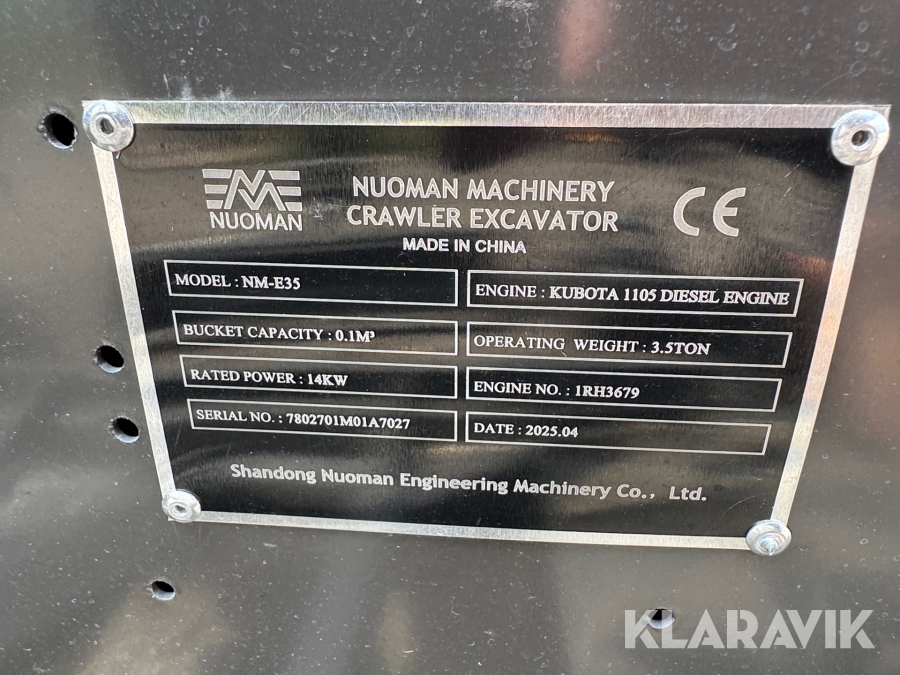 NUOMAN
NUOMAN MACHINERY
CRAWLER EXCAVATOR
CE
MADE IN CHINA
MODEL : NM-E35
ENGINE : KUBOTA 1105 DIESEL ENGINE
BUCKET CAPACITY : 0.1M³
OPERATING WEIGHT : 3.5TON
RATED POWER : 14KW
ENGINE NO. : 1RH3679
SERIAL NO. : 7802701M01A7027
DATE : 2025.04
Shandong Nuoman Engineering Machinery Co., Ltd.
KLARAVIK